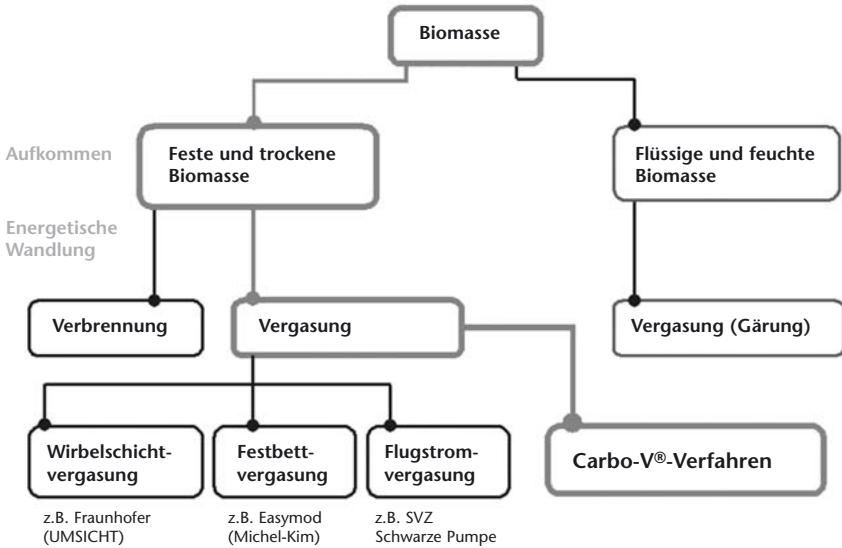 Biomasse
Aufkommen
Feste und trockene
Biomasse
Flüssige und feuchte
Biomasse
Energetische
Wandlung
Verbrennung
Vergasung
Vergasung (Gärung)
Wirbelschicht-
vergasung
Festbett-
vergasung
Flugstrom-
vergasung
Carbo-V®-Verfahren
z.B. Fraunhofer
(UMSICHT)
z.B. Easymod
(Michel-Kim)
z.B. SVZ
Schwarze Pumpe